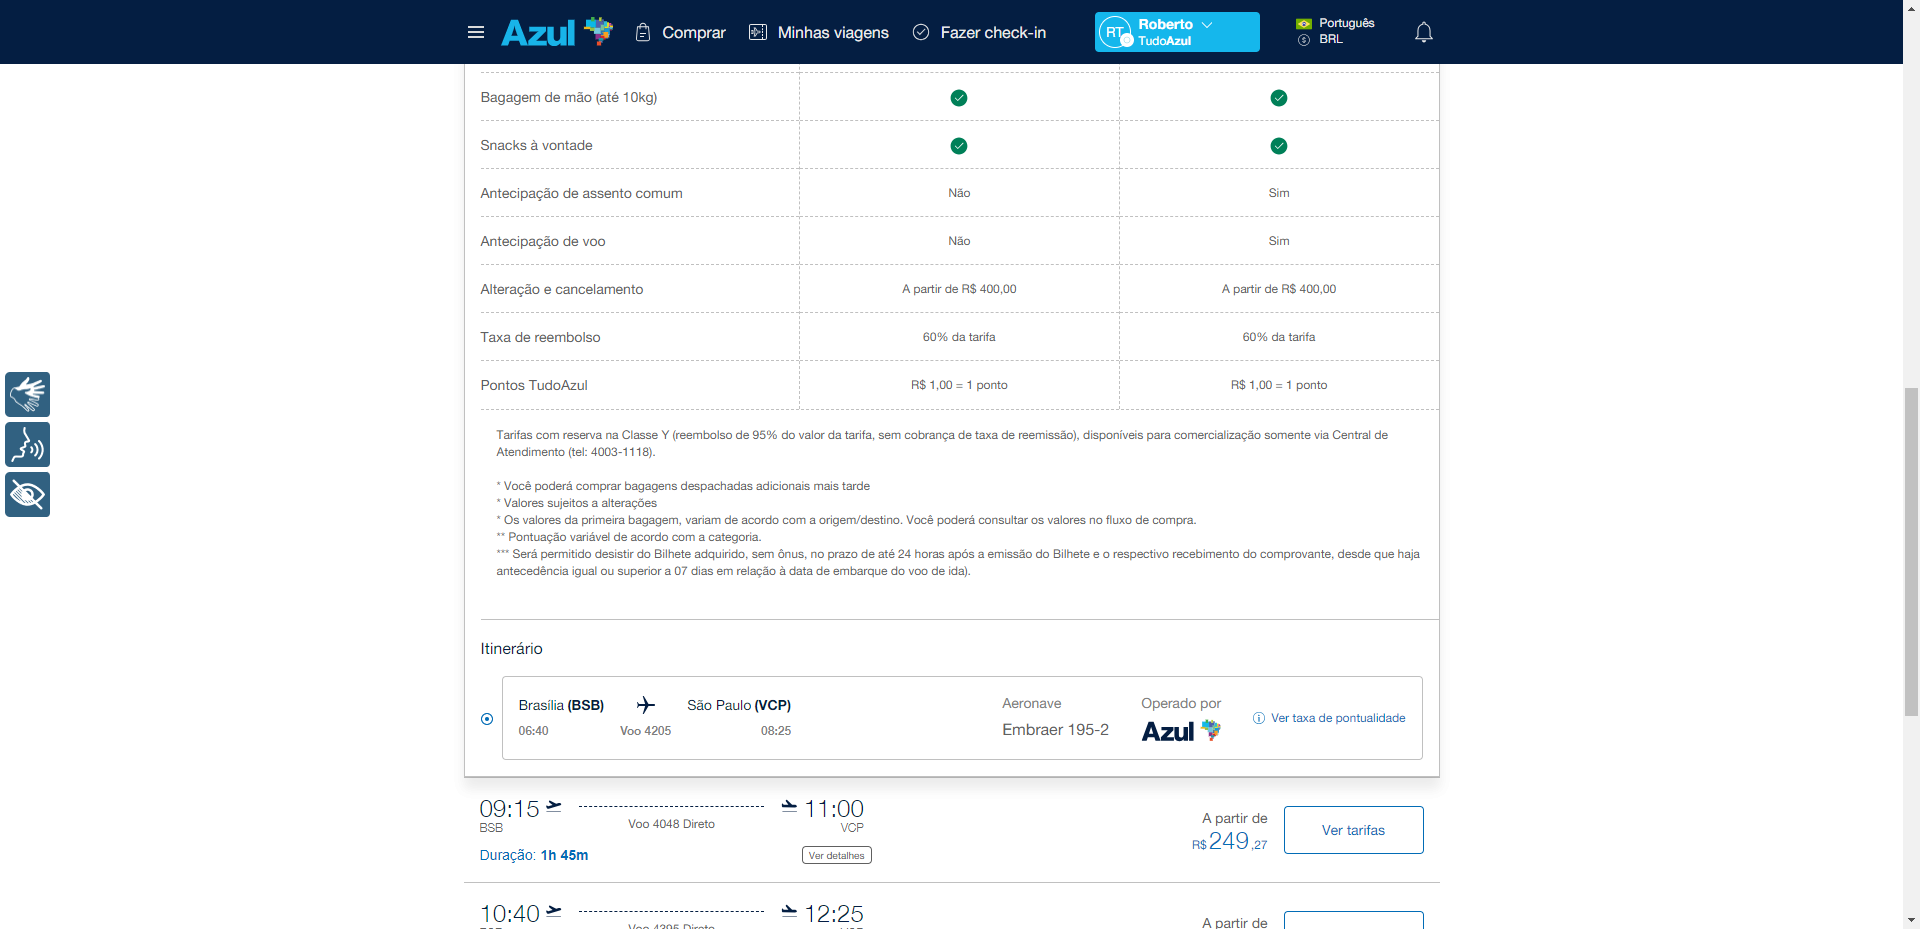 Azul
Comprar
Minhas viagens
Fazer check-in
RT
Roberto
TudoAzul
Português
BRL
Bagagem de mão (até 10kg)
Snacks à vontade
Antecipação de assento comum Não Sim
Antecipação de voo Não Sim
Alteração e cancelamento A partir de R$ 400,00 A partir de R$ 400,00
Taxa de reembolso 60% da tarifa 60% da tarifa
Pontos TudoAzul R$ 1,00 = 1 ponto R$ 1,00 = 1 ponto
Tarifas com reserva na Classe Y (reembolso de 95% do valor da tarifa, sem cobrança de taxa de reemissão), disponíveis para comercialização somente via Central de
Atendimento (tel: 4003-1118).
* Você poderá comprar bagagens despachadas adicionais mais tarde
* Valores sujeitos a alterações
* Os valores da primeira bagagem, variam de acordo com a origem/destino. Você poderá consultar os valores no fluxo de compra.
** Pontuação variável de acordo com a categoria.
*** Será permitido desistir do Bilhete adquirido, sem ônus, no prazo de até 24 horas após a emissão do Bilhete e o respectivo recebimento do comprovante, desde que haja
antecedência igual ou superior a 07 dias em relação à data de embarque do voo de ida).
Itinerário
Brasília (BSB) São Paulo (VCP)
06:40 Voo 4205 08:25
Aeronave
Embraer 195-2
Operado por
Azul
Ver taxa de pontualidade
09:15 11:00
BSB Voo 4048 Direto VCP
Duração: 1h 45m
Ver detalhes
A partir de
R$ 249,27
Ver tarifas
10:40 12:25
Voo 4395 Direto
A partir de